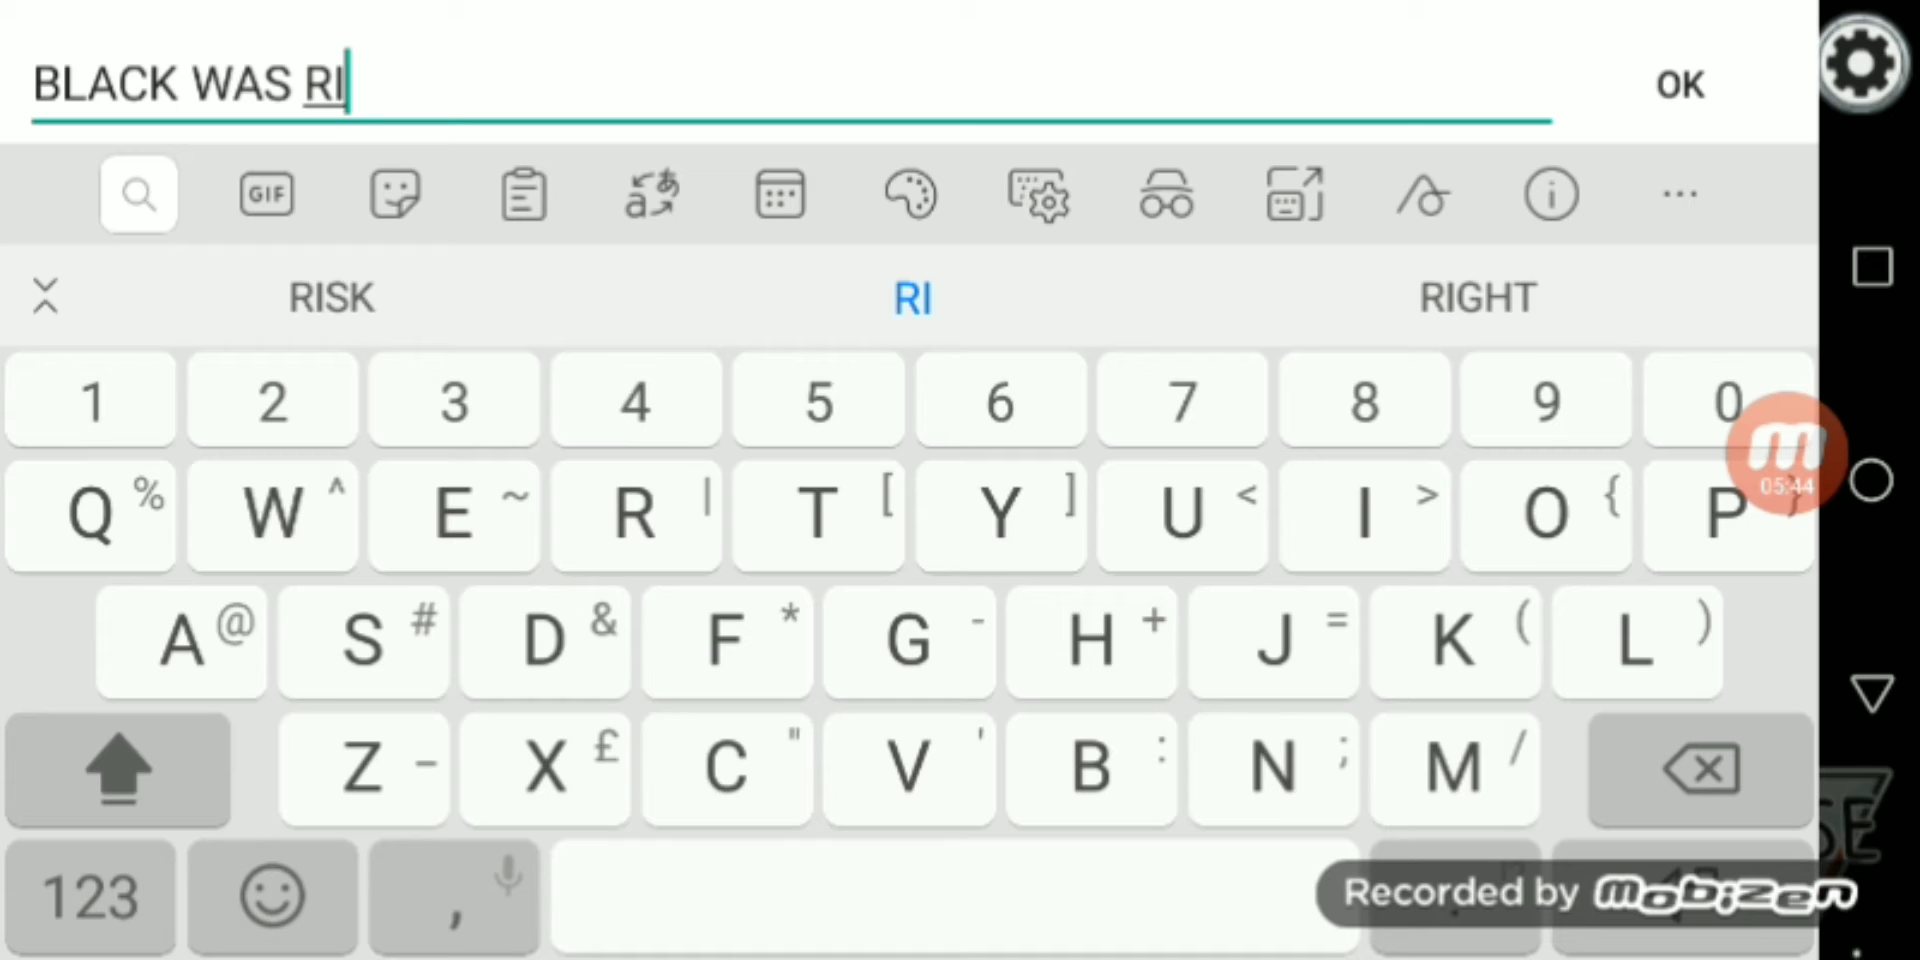 BLACK WAS RI
OK
GIF
RISK RI RIGHT
1 2 3 4 5 6 7 8 9 0
Q % W ^ E ~ R | T [ Y ] U < I > O { P }
05:44
A @ S # D & F * G - H + J = K ( L )
Z - X £ C " V ' B : N ; M /
SE
123 ,
Recorded by mobizen